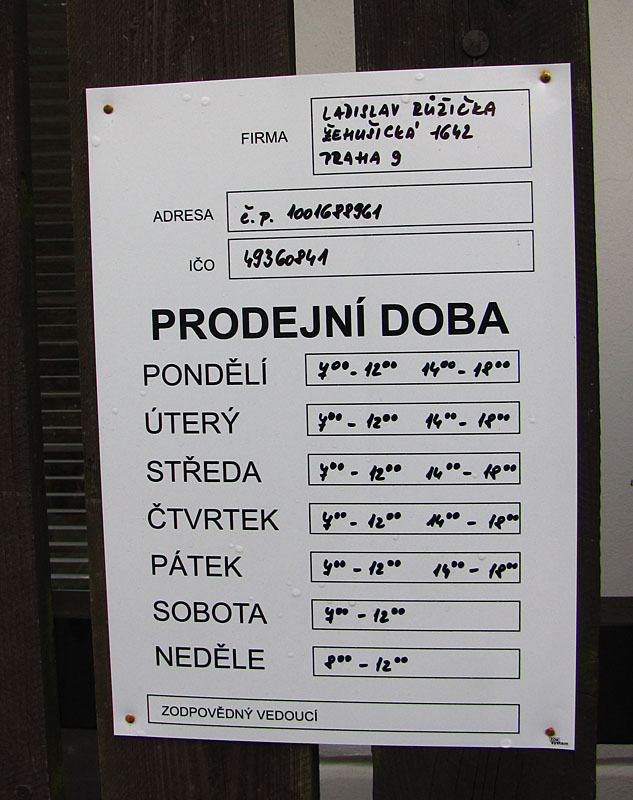 FIRMA LADISLAV RŮŽIČKA
ŽEHUŠICKÁ 1642
PRAHA 9
ADRESA č.p. 1001688961
IČO 49360841
PRODEJNÍ DOBA
PONDĚLÍ 7⁰⁰ - 12⁰⁰ 14⁰⁰ - 18⁰⁰
ÚTERÝ 7⁰⁰ - 12⁰⁰ 14⁰⁰ - 18⁰⁰
STŘEDA 7⁰⁰ - 12⁰⁰ 14⁰⁰ - 18⁰⁰
ČTVRTEK 7⁰⁰ - 12⁰⁰ 14⁰⁰ - 18⁰⁰
PÁTEK 7⁰⁰ - 12⁰⁰ 14⁰⁰ - 18⁰⁰
SOBOTA 7⁰⁰ - 12⁰⁰
NEDĚLE 8⁰⁰ - 12⁰⁰
ZODPOVĚDNÝ VEDOUCÍ